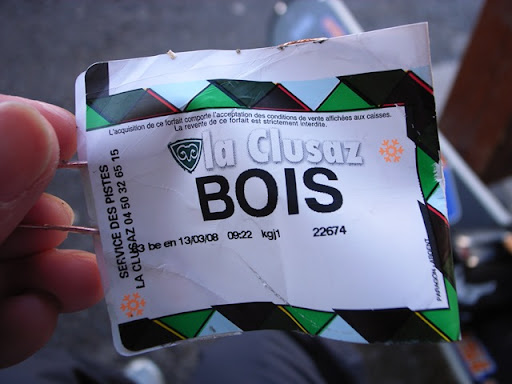 L'acquisition de ce forfait comporte l'acceptation des conditions de vente affichées aux caisses.
La revente de ce forfait est strictement interdite.
la Clusaz
BOIS
83 be en 13/03/08 09:22 kgj1 22674
SERVICE DES PISTES
LA CLUSAZ 04 50 32 65 15